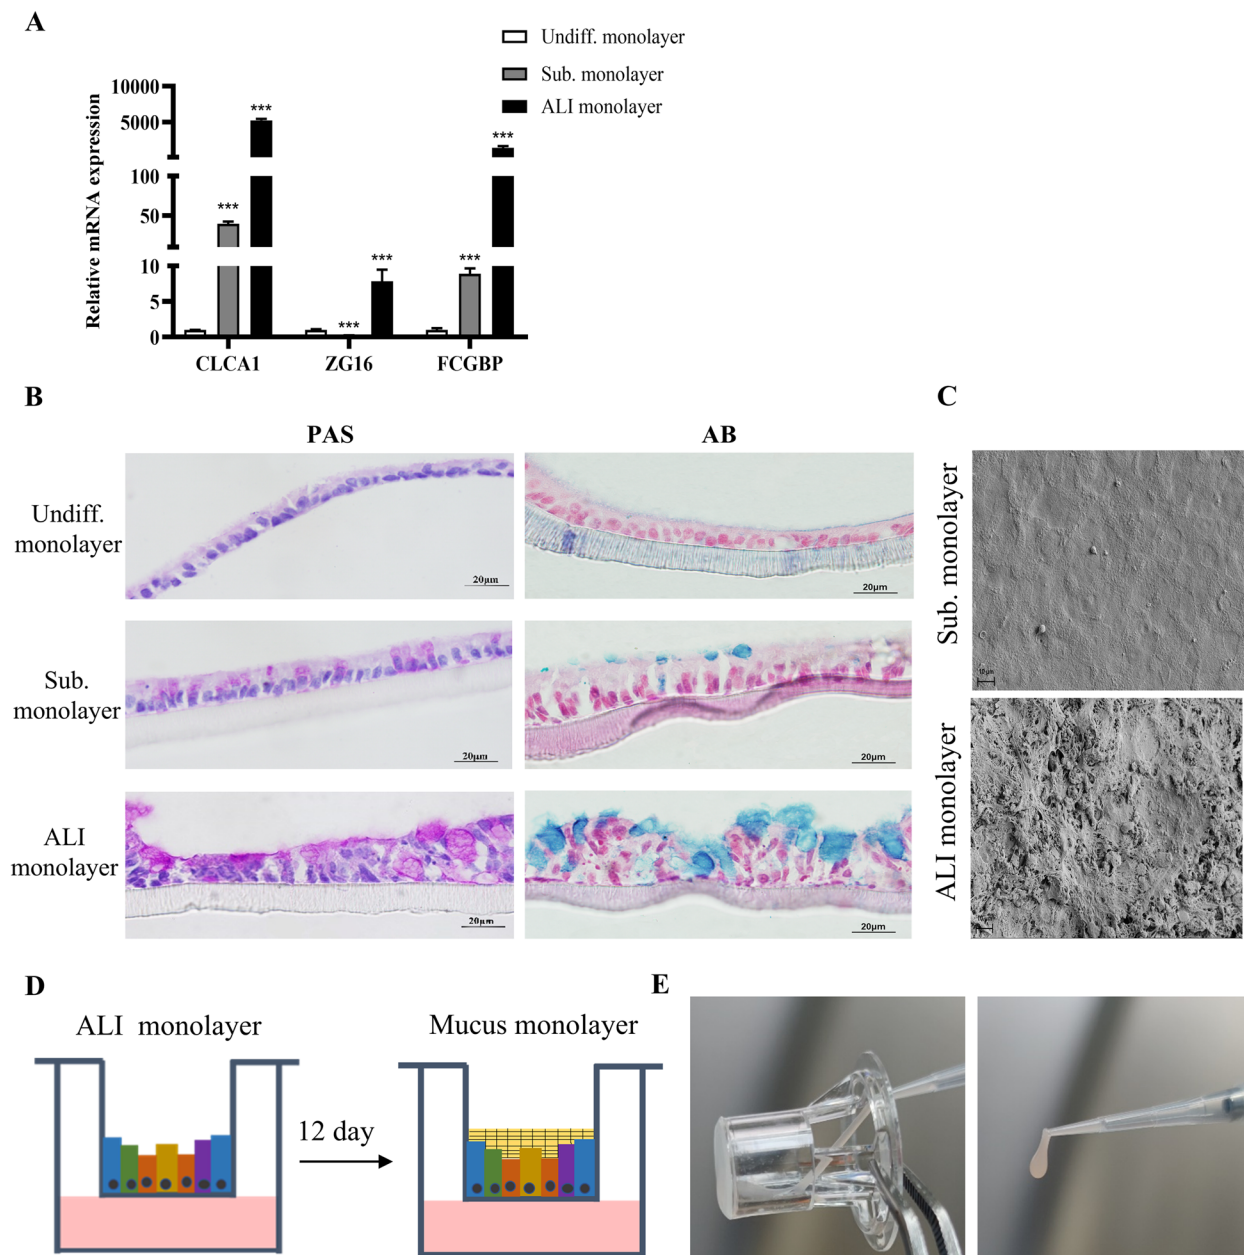 A
Undiff. monolayer
Sub. monolayer
ALI monolayer
Relative mRNA expression
10000
5000
100
50
10
5
0
***
***
***
***
***
***
CLCA1
ZG16
FCGBP
B
PAS
AB
Undiff.
monolayer
20μm
20μm
Sub.
monolayer
20μm
20μm
ALI
monolayer
20μm
20μm
C
Sub. monolayer
10 μm
ALI monolayer
D
ALI monolayer
12 day
Mucus monolayer
E